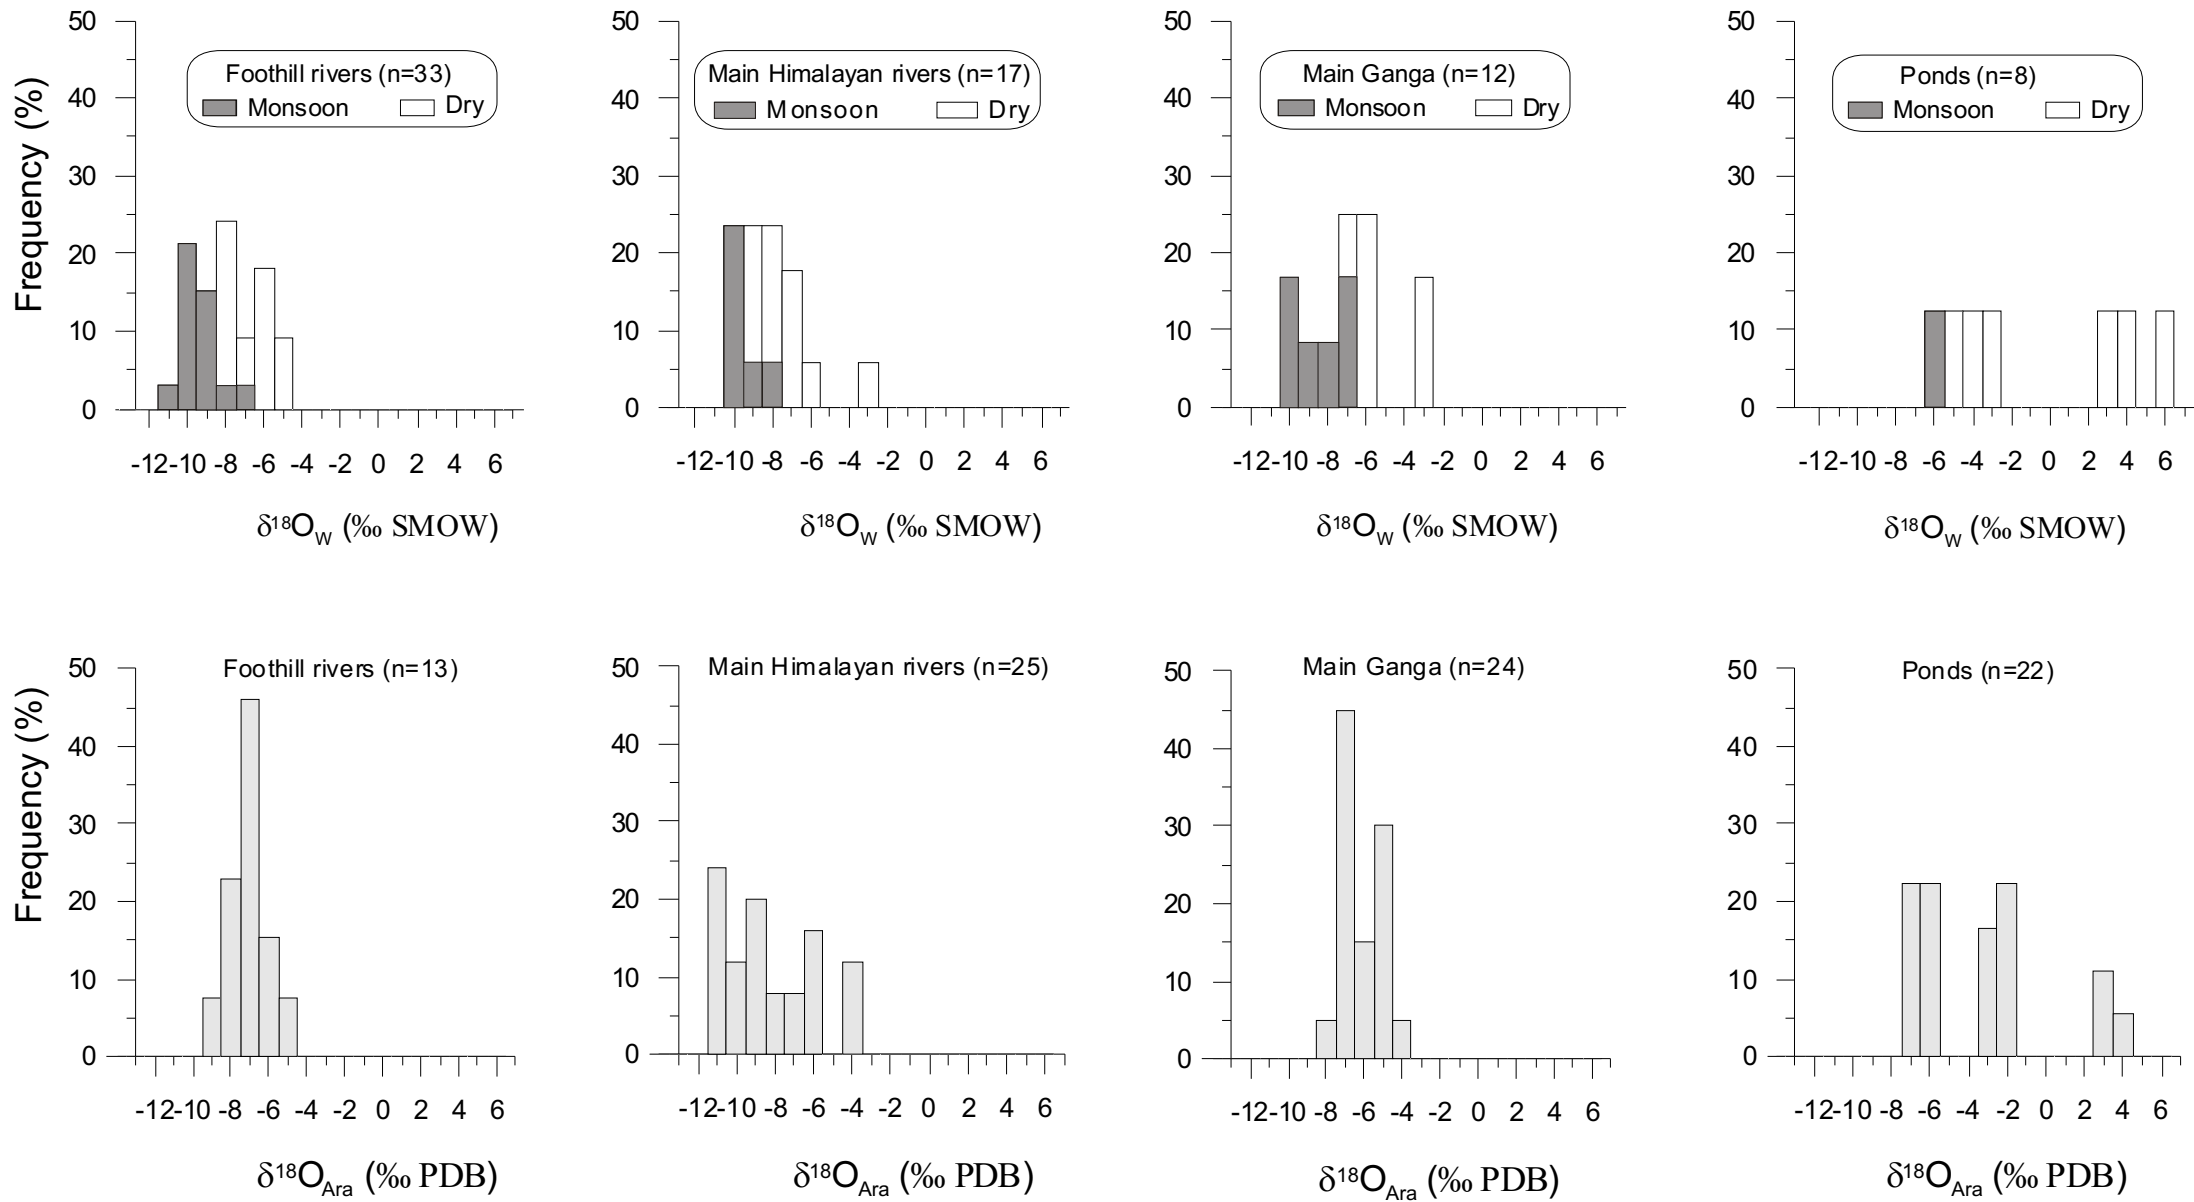 Frequency (%)
50
40
30
20
10
0
Foothill rivers (n=33)
Monsoon Dry
-12 -10 -8 -6 -4 -2 0 2 4 6
δ¹⁸O_W (‰ SMOW)
50
40
30
20
10
0
Main Himalayan rivers (n=17)
Monsoon Dry
-12 -10 -8 -6 -4 -2 0 2 4 6
δ¹⁸O_W (‰ SMOW)
50
40
30
20
10
0
Main Ganga (n=12)
Monsoon Dry
-12 -10 -8 -6 -4 -2 0 2 4 6
δ¹⁸O_W (‰ SMOW)
50
40
30
20
10
0
Ponds (n=8)
Monsoon Dry
-12 -10 -8 -6 -4 -2 0 2 4 6
δ¹⁸O_W (‰ SMOW)
Frequency (%)
50
40
30
20
10
0
Foothill rivers (n=13)
-12 -10 -8 -6 -4 -2 0 2 4 6
δ¹⁸O_Ara (‰ PDB)
50
40
30
20
10
0
Main Himalayan rivers (n=25)
-12 -10 -8 -6 -4 -2 0 2 4 6
δ¹⁸O_Ara (‰ PDB)
50
40
30
20
10
0
Main Ganga (n=24)
-12 -10 -8 -6 -4 -2 0 2 4 6
δ¹⁸O_Ara (‰ PDB)
50
40
30
20
10
0
Ponds (n=22)
-12 -10 -8 -6 -4 -2 0 2 4 6
δ¹⁸O_Ara (‰ PDB)